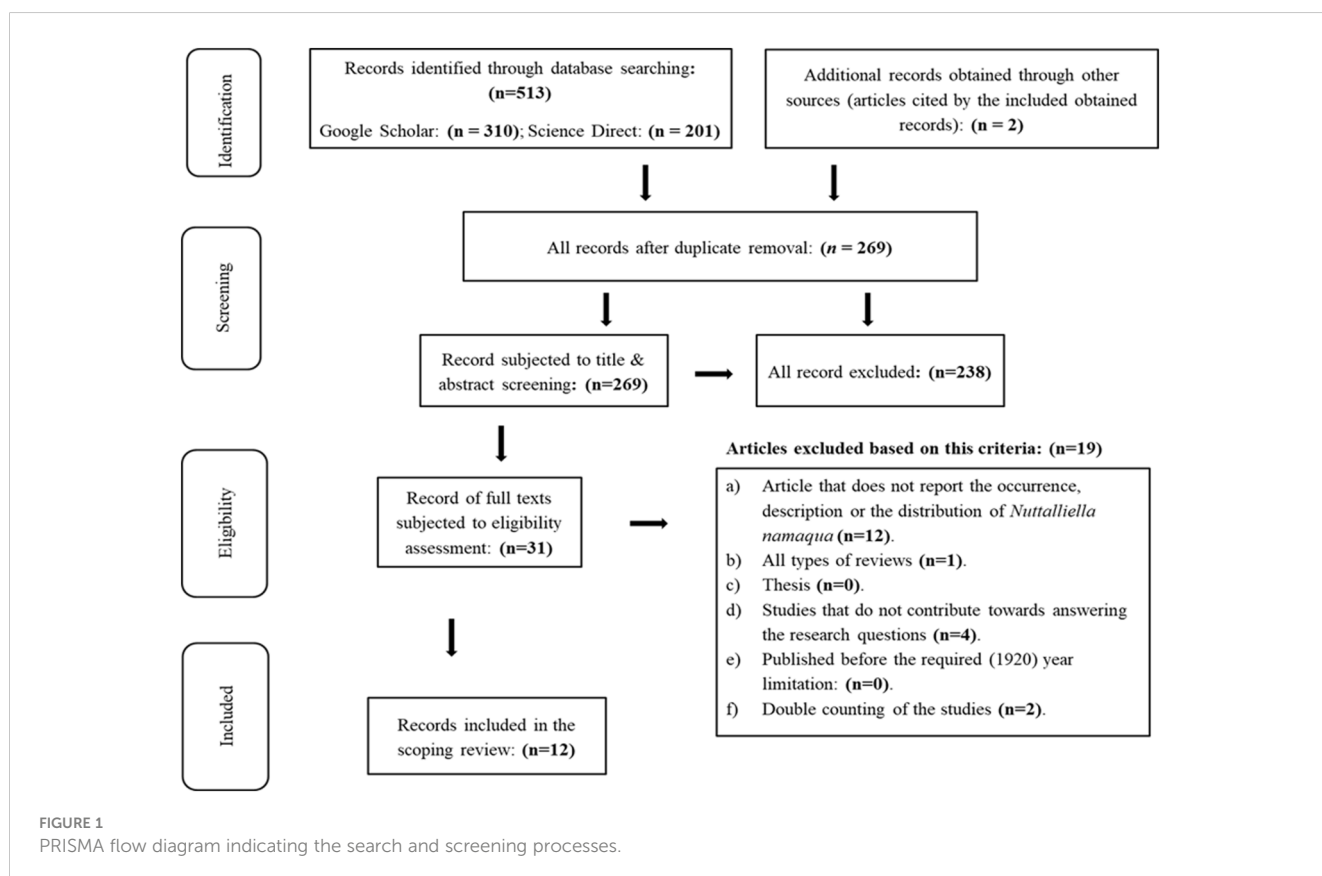 Identification
Records identified through database searching:
(n=513)
Google Scholar: (n = 310); Science Direct: (n = 201)
Additional records obtained through other
sources (articles cited by the included obtained
records): (n = 2)
Screening
All records after duplicate removal: (n = 269)
Record subjected to title &
abstract screening: (n=269)
All record excluded: (n=238)
Eligibility
Record of full texts
subjected to eligibility
assessment: (n=31)
Articles excluded based on this criteria: (n=19)
a) Article that does not report the occurrence,
description or the distribution of Nuttalliella
namaqua (n=12).
b) All types of reviews (n=1).
c) Thesis (n=0).
d) Studies that do not contribute towards answering
the research questions (n=4).
e) Published before the required (1920) year
limitation: (n=0).
f) Double counting of the studies (n=2).
Included
Records included in the
scoping review: (n=12)
FIGURE 1
PRISMA flow diagram indicating the search and screening processes.